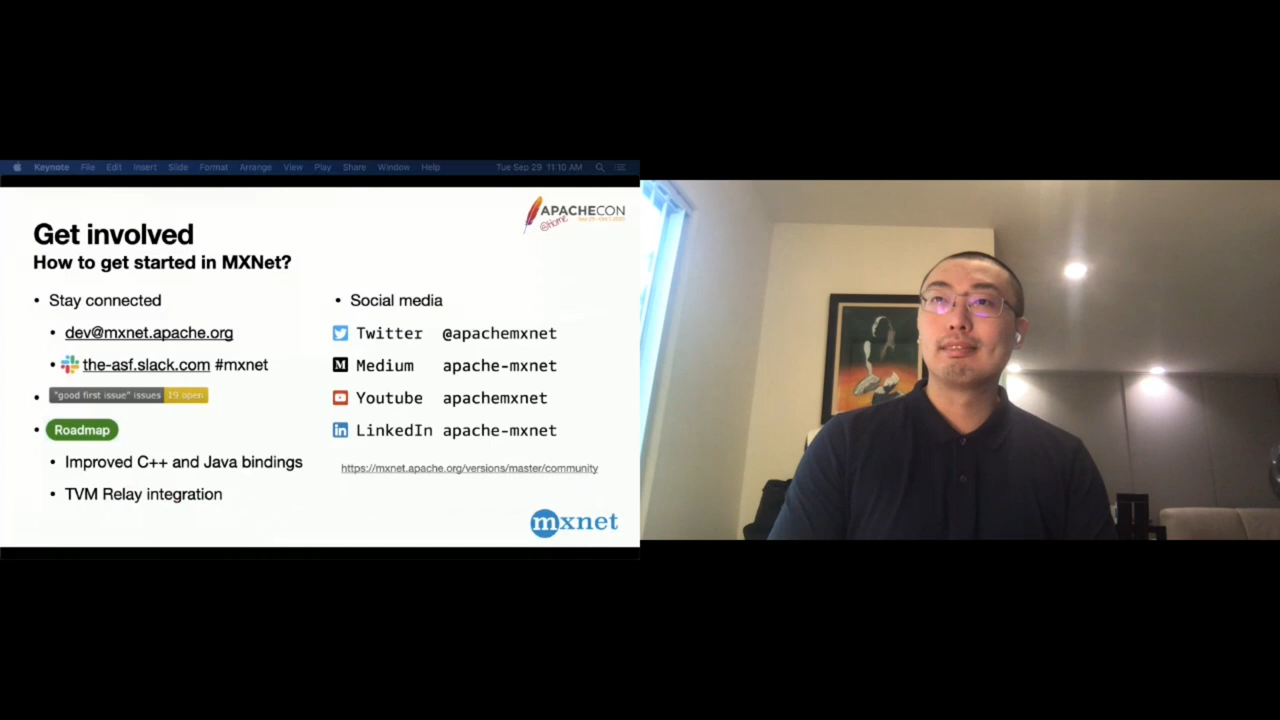 Keynote File Edit Insert Slide Format Arrange View Play Share Window Help Tue Sep 29 11:10 AM
APACHECON
@Home
Get involved
How to get started in MXNet?
• Stay connected
• dev@mxnet.apache.org
• the-asf.slack.com #mxnet
• "good first issue" issues 19 open
• Roadmap
• Improved C++ and Java bindings
• TVM Relay integration
• Social media
Twitter @apachemxnet
Medium apache-mxnet
Youtube apachemxnet
LinkedIn apache-mxnet
https://mxnet.apache.org/versions/master/community
mxnet